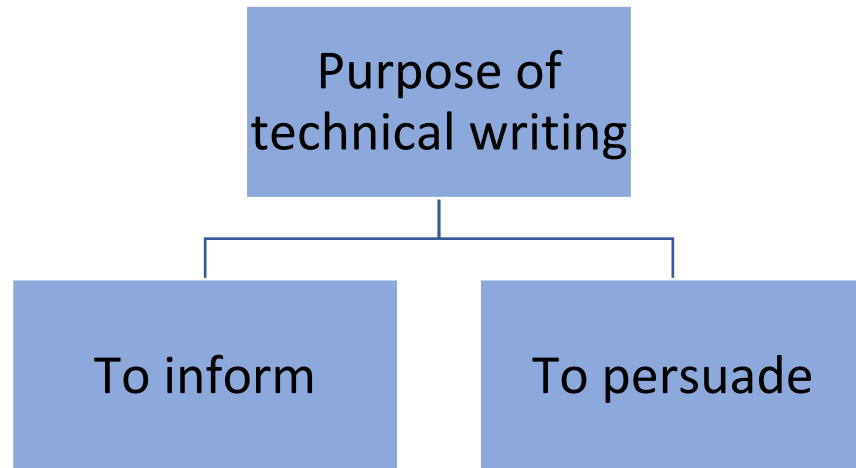 Purpose of
technical writing
To inform
To persuade